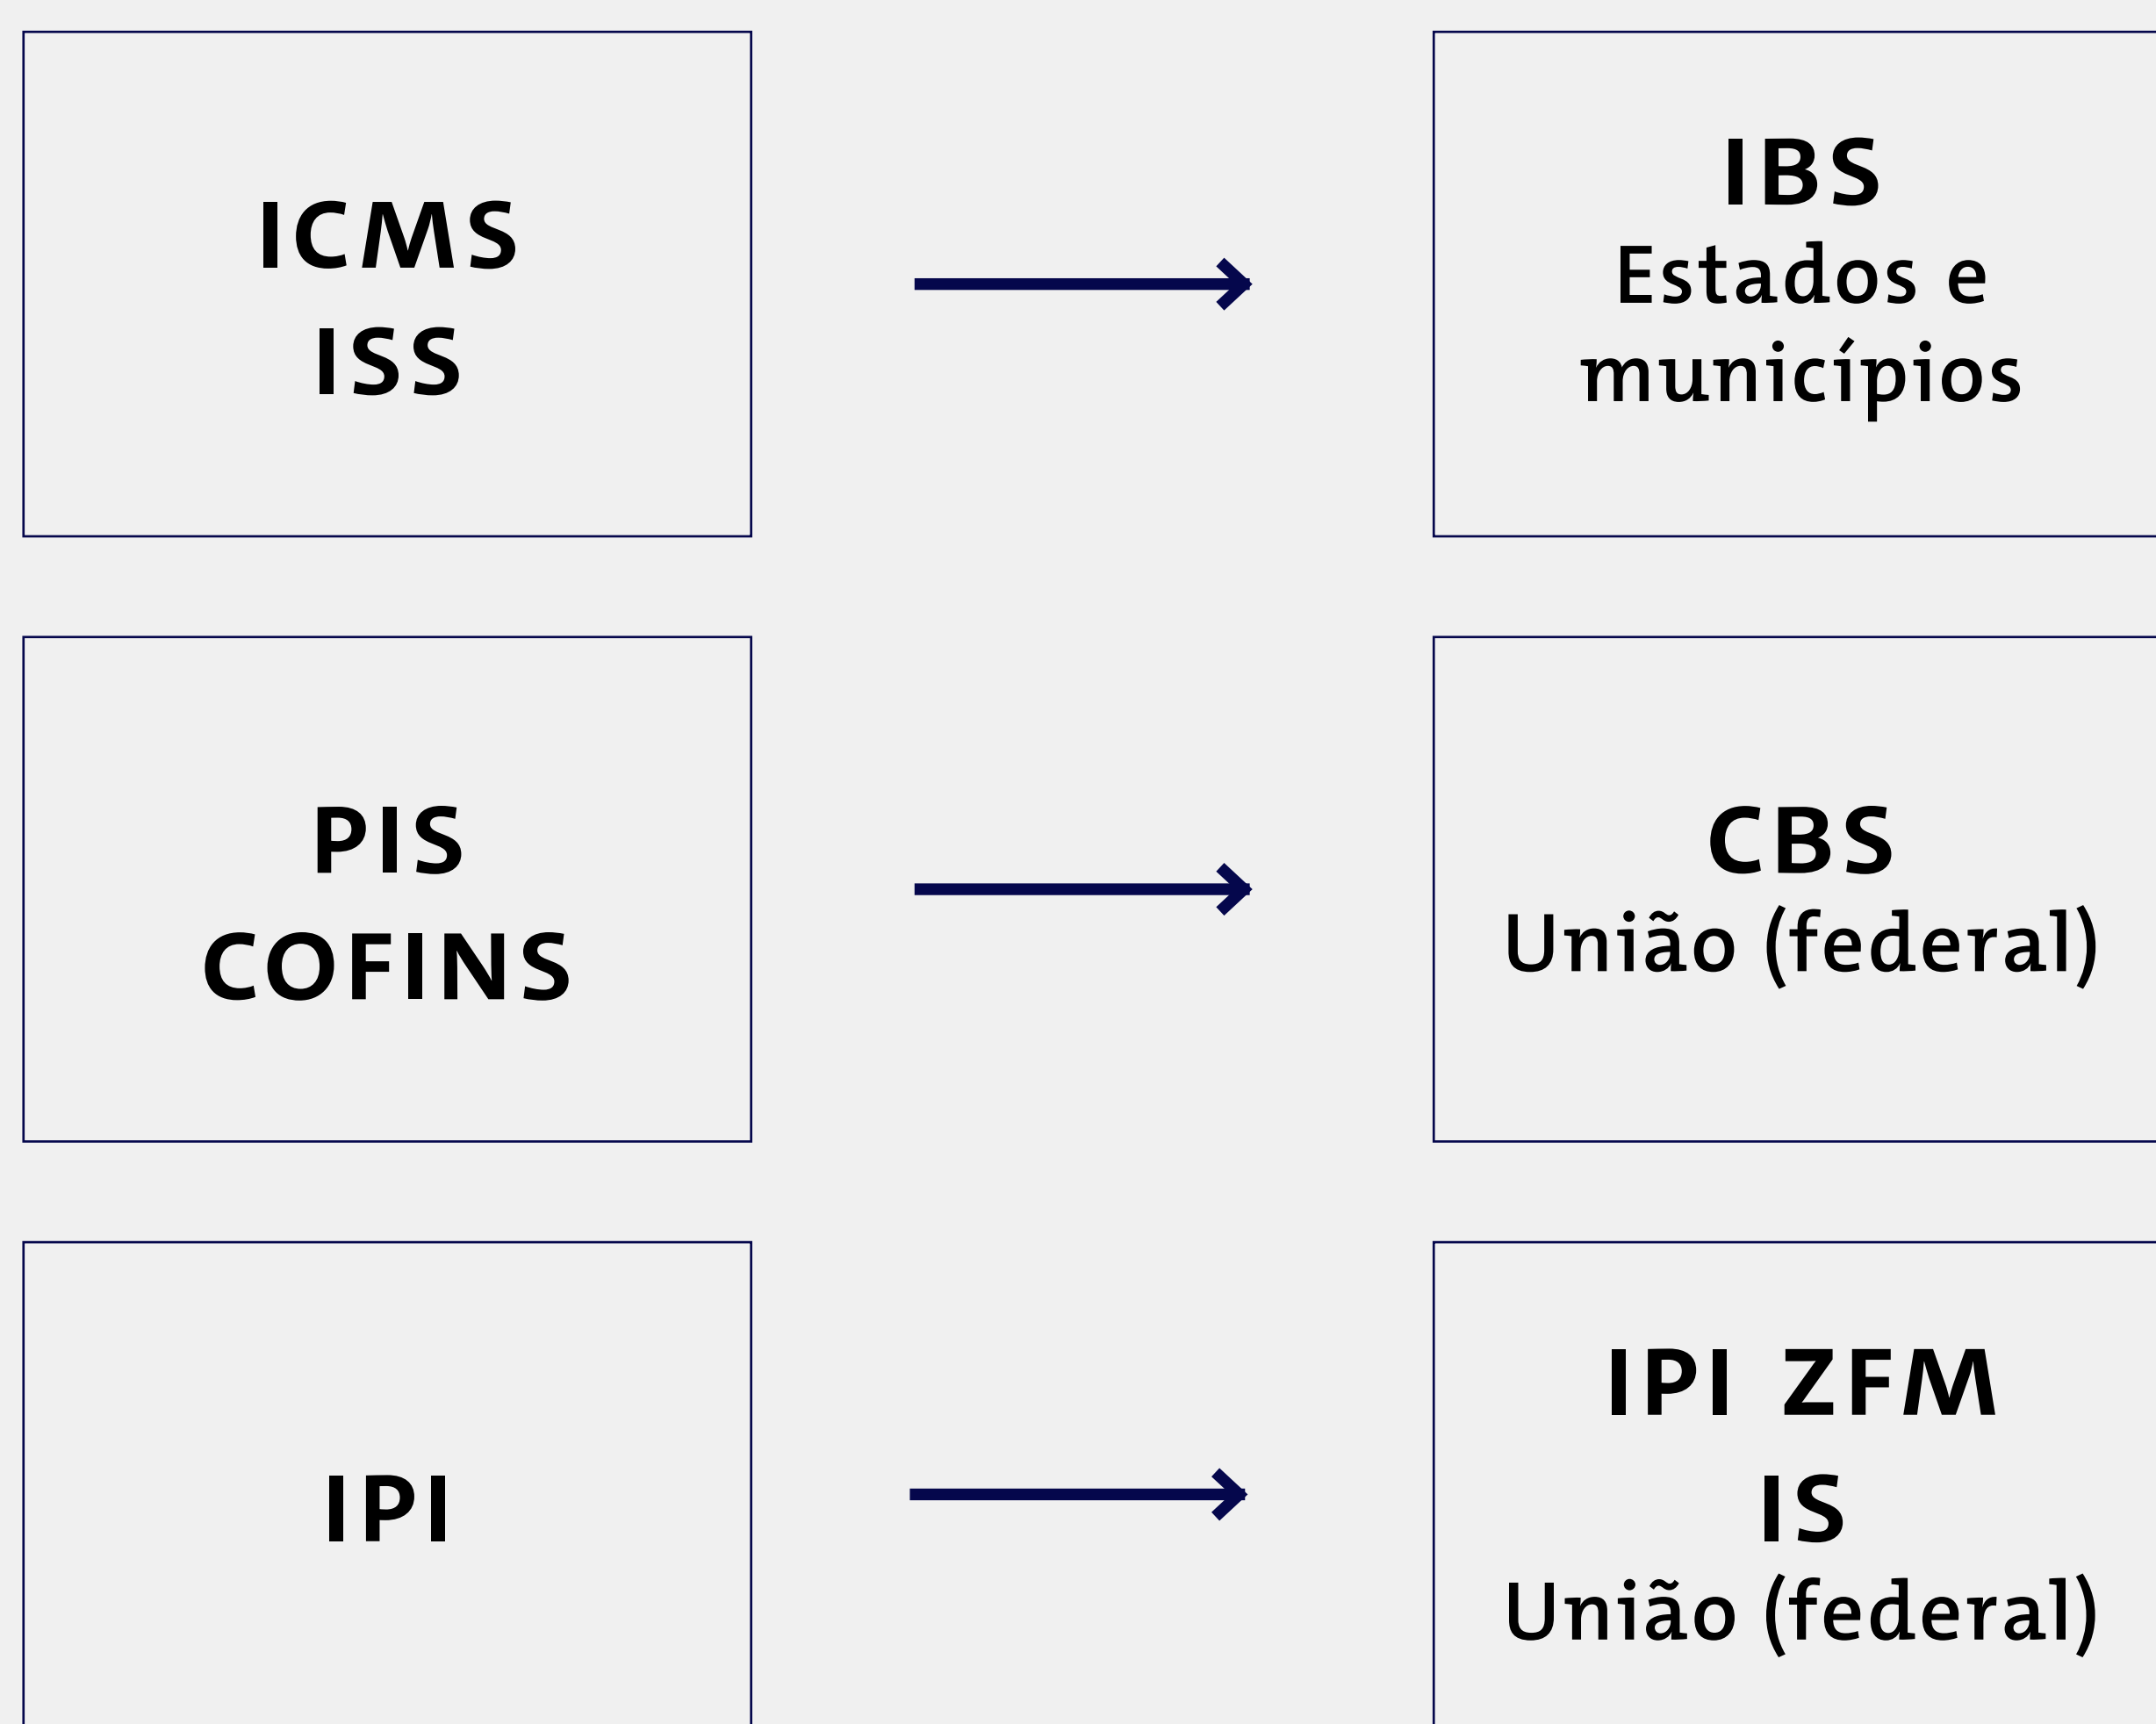 ICMS
ISS
IBS
Estados e
municípios
PIS
COFINS
CBS
União (federal)
IPI
IPI ZFM
IS
União (federal)